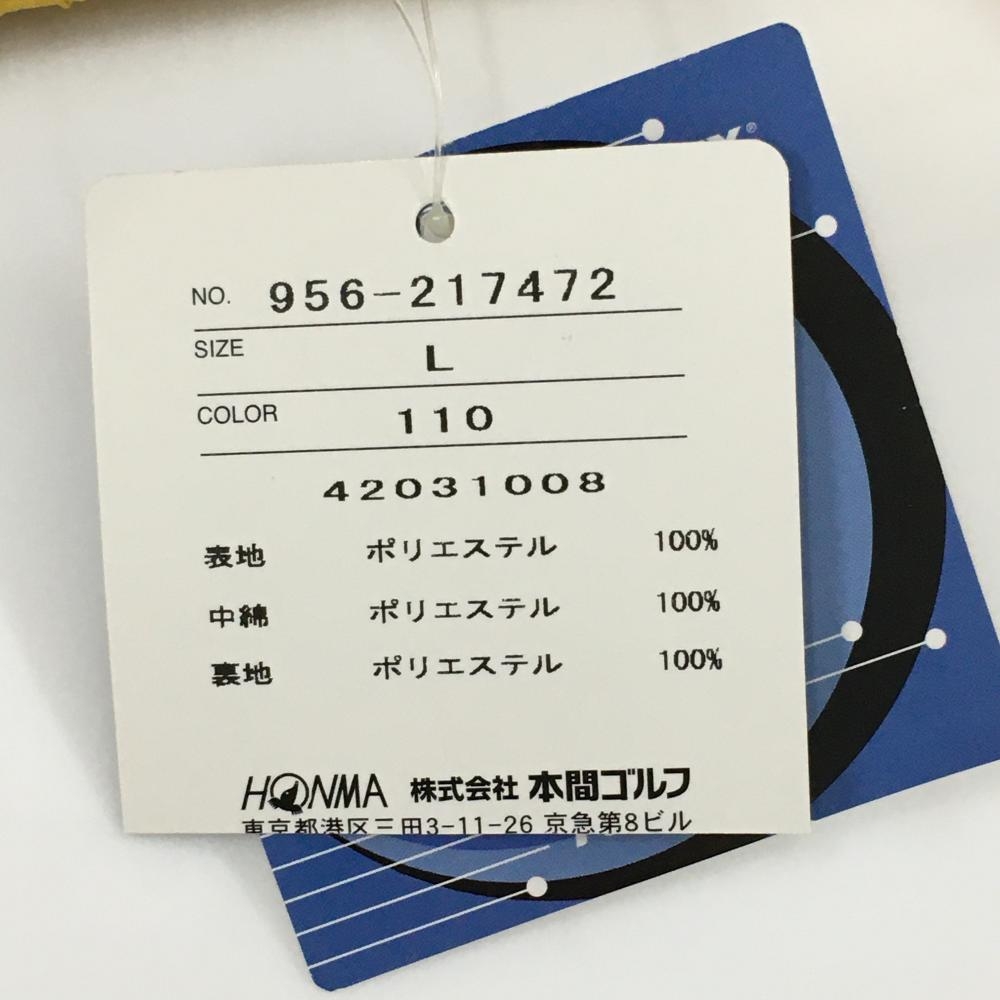 NO. 956-217472
SIZE L
COLOR 110
42031008
表地 ポリエステル 100%
中綿 ポリエステル 100%
裏地 ポリエステル 100%
HONMA 株式会社 本間ゴルフ
東京都港区三田3-11-26 京急第8ビル